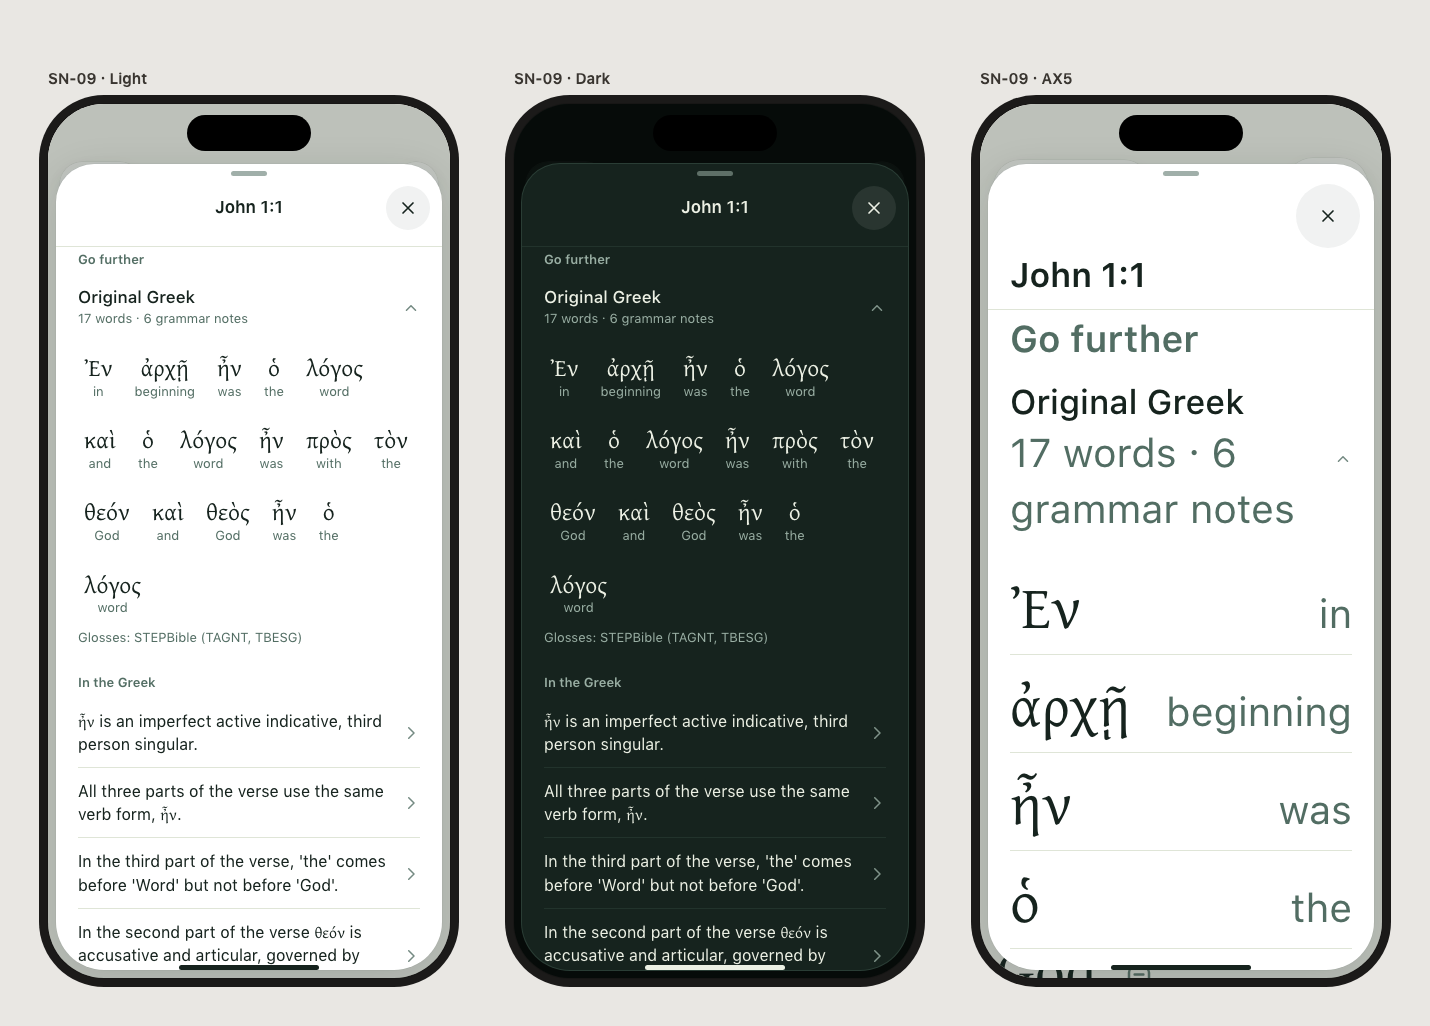 SN-09 · Light
John 1:1
Go further
Original Greek
17 words · 6 grammar notes
Ἐν ἀρχῇ ἦν ὁ λόγος
in beginning was the word
καὶ ὁ λόγος ἦν πρὸς τὸν
and the word was with the
θεόν καὶ θεὸς ἦν ὁ
God and God was the
λόγος
word
Glosses: STEPBible (TAGNT, TBESG)
In the Greek
ἦν is an imperfect active indicative, third
person singular.
All three parts of the verse use the same
verb form, ἦν.
In the third part of the verse, 'the' comes
before 'Word' but not before 'God'.
In the second part of the verse θεόν is
accusative and articular, governed by
SN-09 · Dark
John 1:1
Go further
Original Greek
17 words · 6 grammar notes
Ἐν ἀρχῇ ἦν ὁ λόγος
in beginning was the word
καὶ ὁ λόγος ἦν πρὸς τὸν
and the word was with the
θεόν καὶ θεὸς ἦν ὁ
God and God was the
λόγος
word
Glosses: STEPBible (TAGNT, TBESG)
In the Greek
ἦν is an imperfect active indicative, third
person singular.
All three parts of the verse use the same
verb form, ἦν.
In the third part of the verse, 'the' comes
before 'Word' but not before 'God'.
In the second part of the verse θεόν is
accusative and articular, governed by
SN-09 · AX5
John 1:1
Go further
Original Greek
17 words · 6
grammar notes
Ἐν in
ἀρχῇ beginning
ἦν was
ὁ the